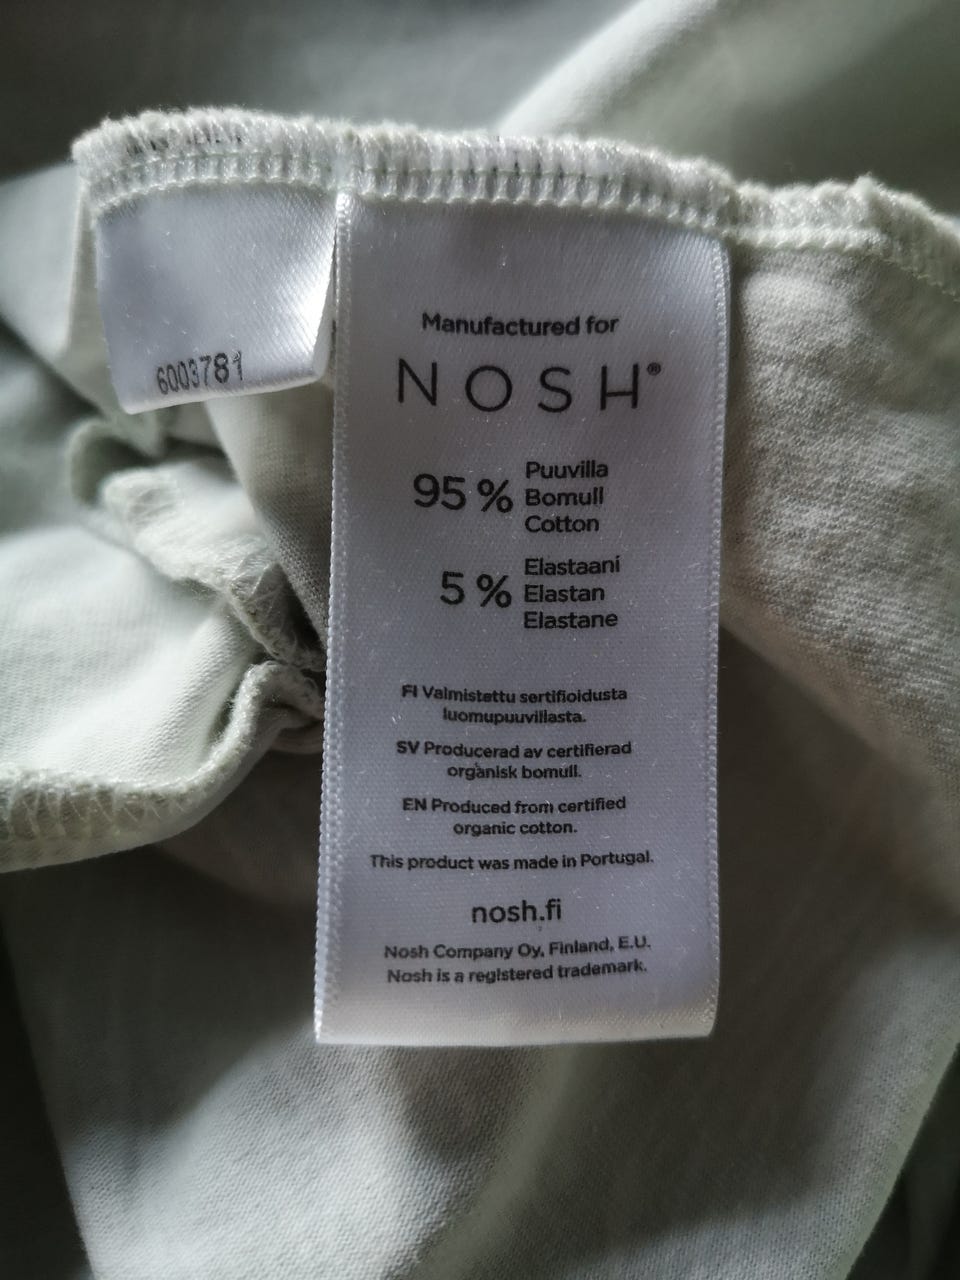 6003781
Manufactured for
NOSH®
95 % Puuvilla
Bomull
Cotton
5 % Elastaani
Elastan
Elastane
FI Valmistettu sertifioidusta
luomupuuvillasta.
SV Producerad av certifierad
organisk bomull.
EN Produced from certified
organic cotton.
This product was made in Portugal.
nosh.fi
Nosh Company Oy, Finland, E.U.
Nosh is a registered trademark.